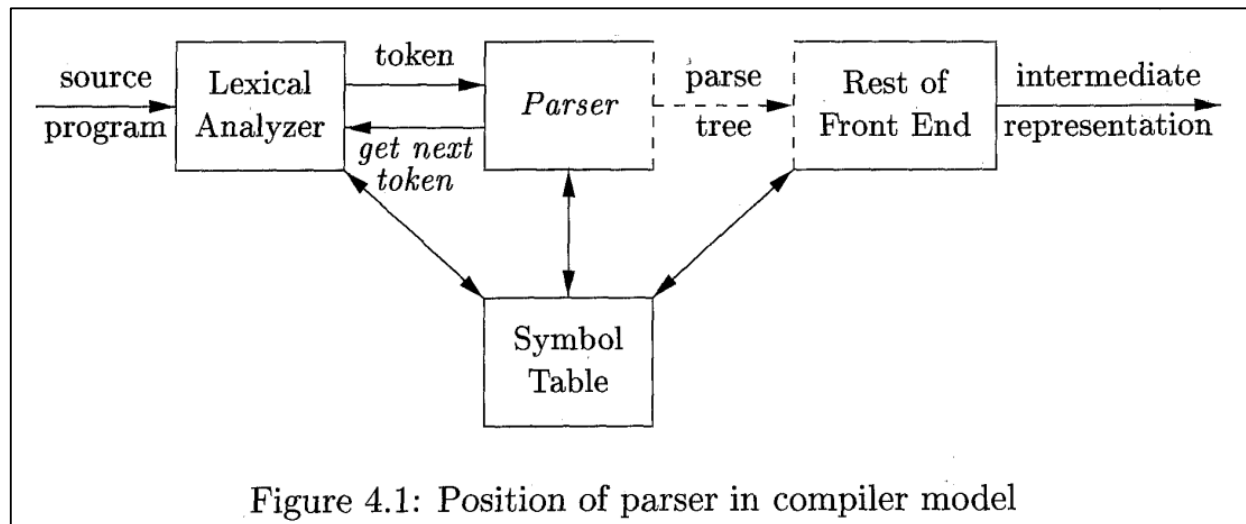 source
program
Lexical
Analyzer
token
get next
token
Parser
parse
tree
Rest of
Front End
intermediate
representation
Symbol
Table
Figure 4.1: Position of parser in compiler model